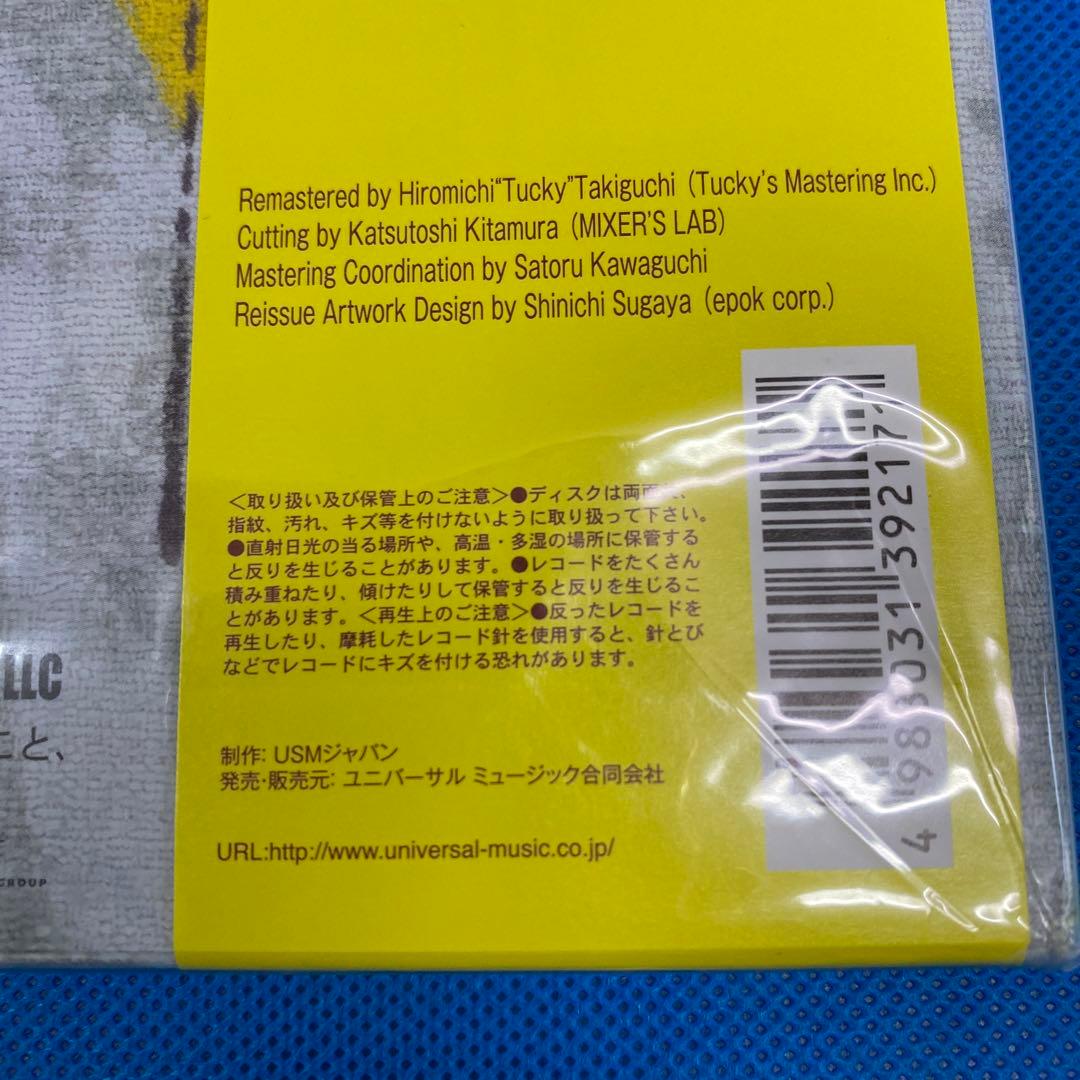 Remastered by Hiromichi“Tucky”Takiguchi (Tucky's Mastering Inc.)
Cutting by Katsutoshi Kitamura (MIXER'S LAB)
Mastering Coordination by Satoru Kawaguchi
Reissue Artwork Design by Shinichi Sugaya (epok corp.)
<取り扱い及び保管上のご注意>●ディスクは両面
指紋、汚れ、キズ等を付けないように取り扱って下さい。
●直射日光の当る場所や、高温・多湿の場所に保管する
と反りを生じることがあります。●レコードをたくさん
積み重ねたり、傾けたりして保管すると反りを生じるこ
とがあります。<再生上のご注意>●反ったレコードを
再生したり、摩耗したレコード針を使用すると、針とび
などでレコードにキズを付ける恐れがあります。
制作: USMジャパン
発売・販売元: ユニバーサル ミュージック合同会社
URL:http://www.universal-music.co.jp/
LLC
こと、
GROUP
4 988031 39217